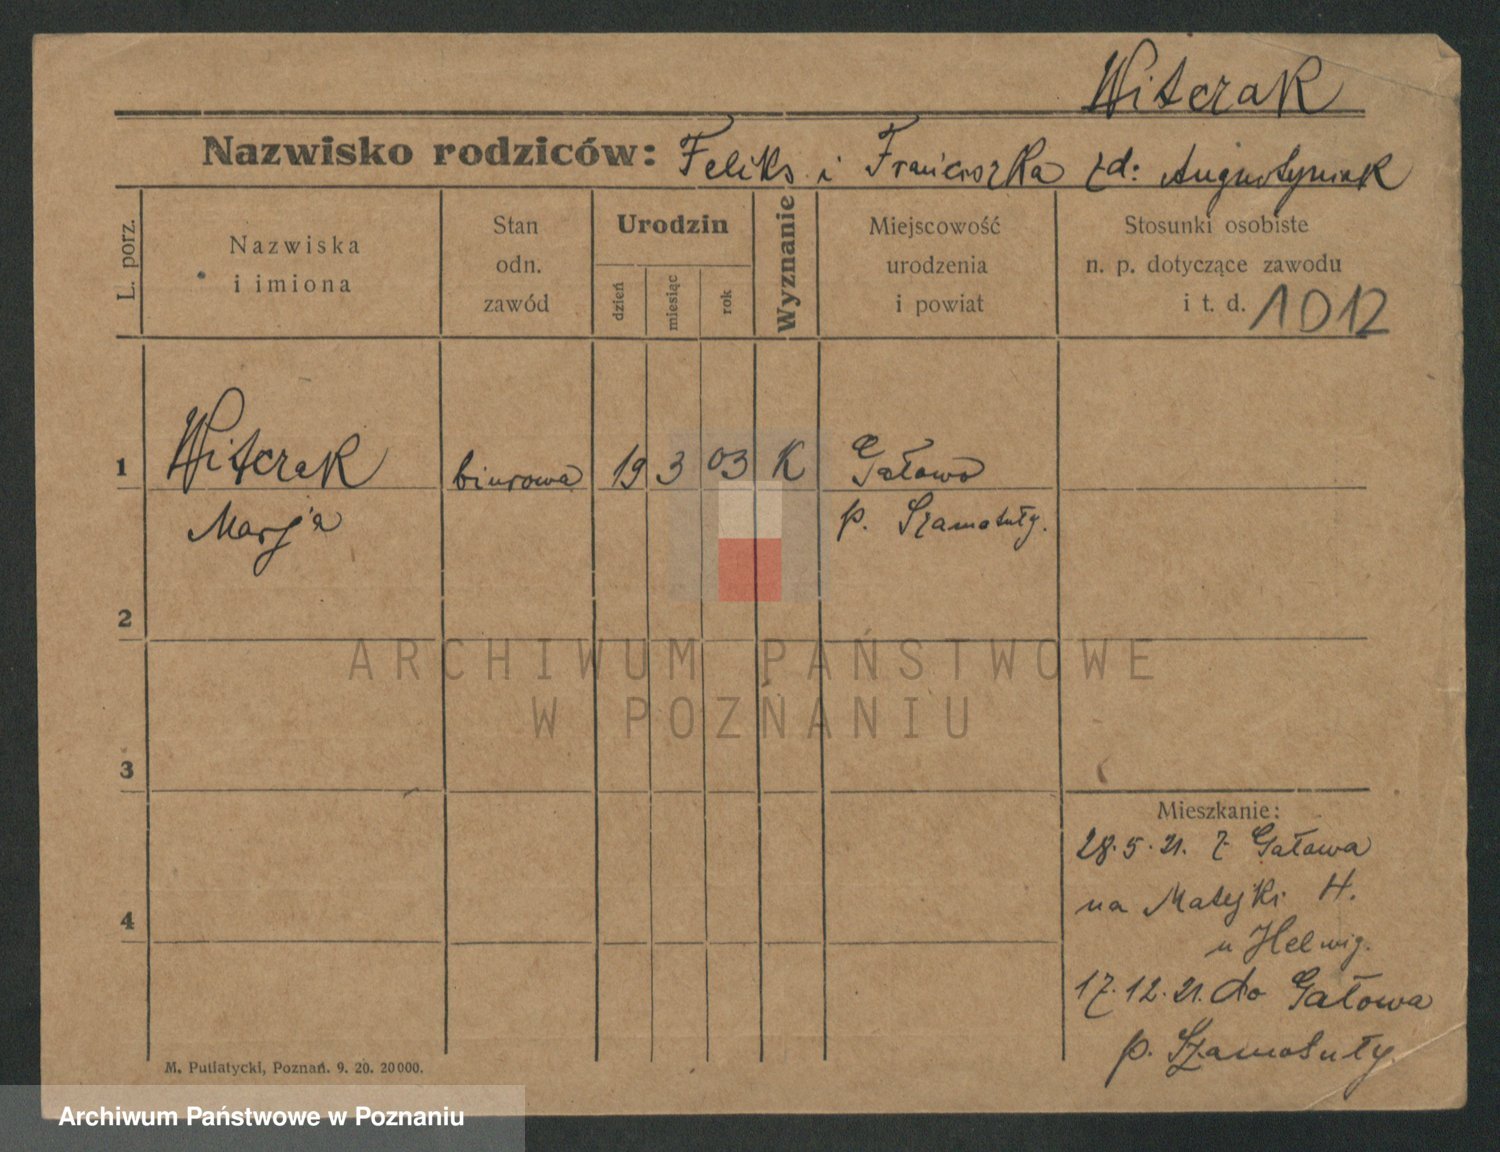 Witczak
Nazwisko rodziców: Feliks i Franciszka zd: Augustyniak
L. porz.
Nazwiska
i imiona
Stan
odn.
zawód
Urodzin
dzień
miesiąc
rok
Wyznanie
Miejscowość
urodzenia
i powiat
Stosunki osobiste
n. p. dotyczące zawodu
i t. d. 1012
1 Witczak biurowa 19 3 03 K Gałowo
Marja p. Szamotuły.
2
3
Mieszkanie:
28.5.21. z Gałowa
4 na Matejki H.
u Helwig.
17.12.21. do Gałowa
p. Szamotuły.
M. Putiatycki, Poznań. 9. 20. 20000.
ARCHIWUM PAŃSTWOWE
W POZNANIU
Archiwum Państwowe w Poznaniu